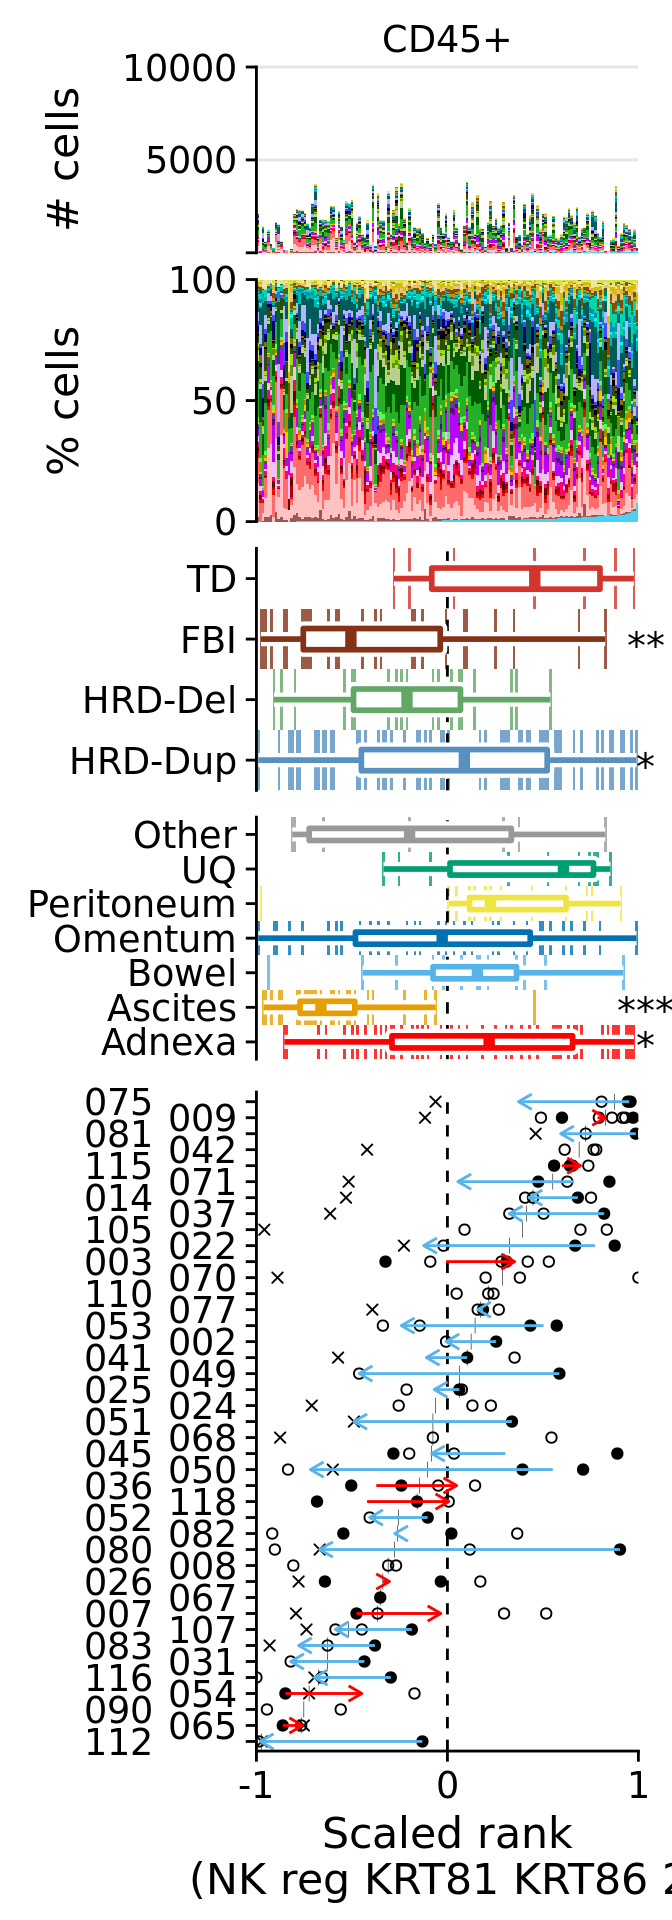 CD45+
10000
5000
# cells
100
50
0
% cells
TD
FBI
**
HRD-Del
HRD-Dup
*
Other
UQ
Peritoneum
Omentum
Bowel
Ascites
***
Adnexa
*
075
009
081
042
115
071
014
037
105
022
003
070
110
077
053
002
041
049
025
024
051
068
045
050
036
118
052
082
080
008
026
067
007
107
083
031
116
054
090
065
112
-1 0 1
Scaled rank
(NK reg KRT81 KRT86 2